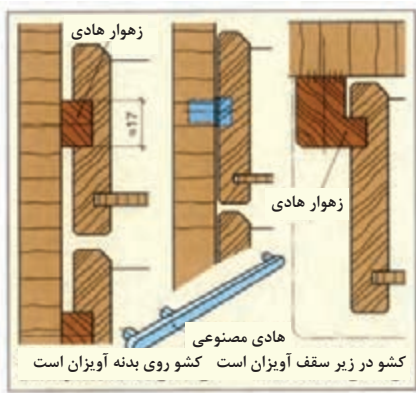 زهوار هادی
≈17
زهوار هادی
هادی مصنوعی
کشو در زیر سقف آویزان است
کشو روی بدنه آویزان است